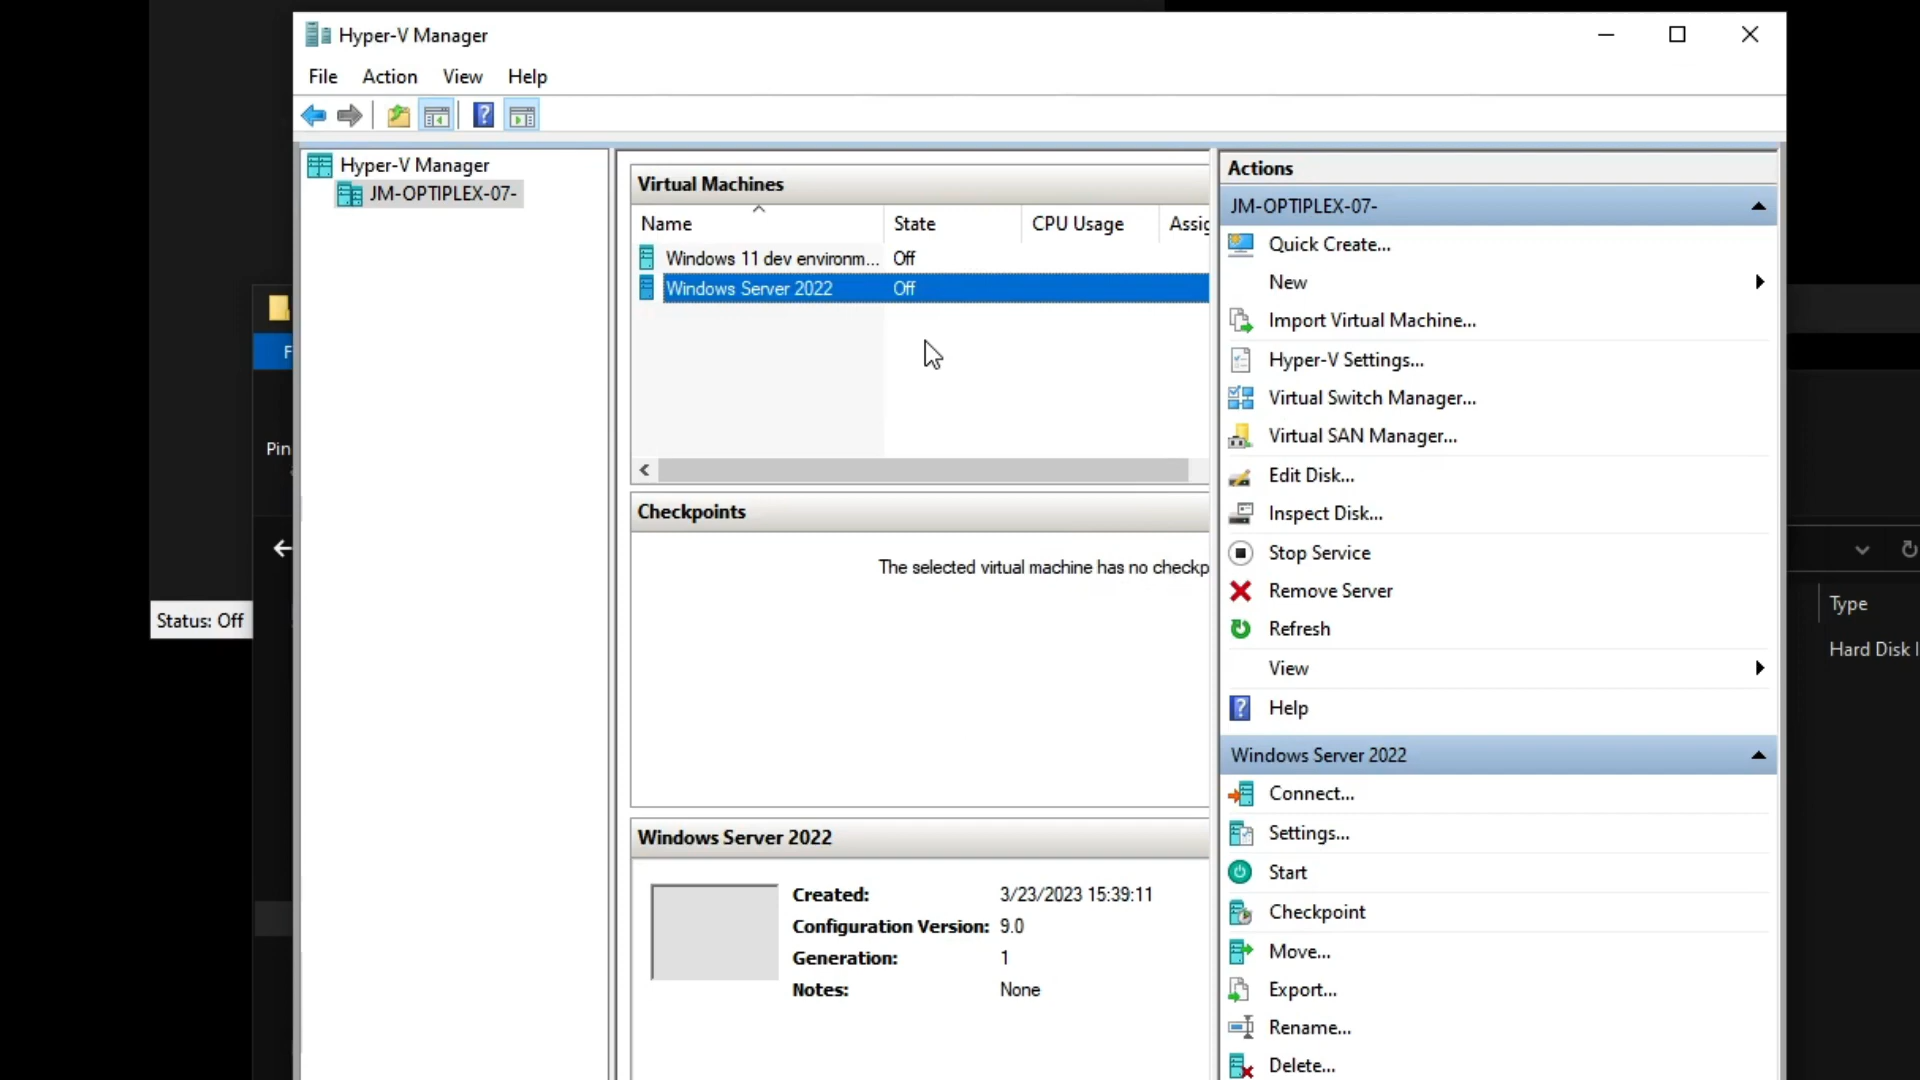 Hyper-V Manager
File Action View Help
Hyper-V Manager
JM-OPTIPLEX-07-
Virtual Machines
Name State CPU Usage Assig
Windows 11 dev environm... Off
Windows Server 2022 Off
Checkpoints
The selected virtual machine has no checkp
Windows Server 2022
Created: 3/23/2023 15:39:11
Configuration Version: 9.0
Generation: 1
Notes: None
Actions
JM-OPTIPLEX-07-
Quick Create...
New
Import Virtual Machine...
Hyper-V Settings...
Virtual Switch Manager...
Virtual SAN Manager...
Edit Disk...
Inspect Disk...
Stop Service
Remove Server
Refresh
View
Help
Windows Server 2022
Connect...
Settings...
Start
Checkpoint
Move...
Export...
Rename...
Delete...
F
Pin
Status: Off
Type
Hard Disk I